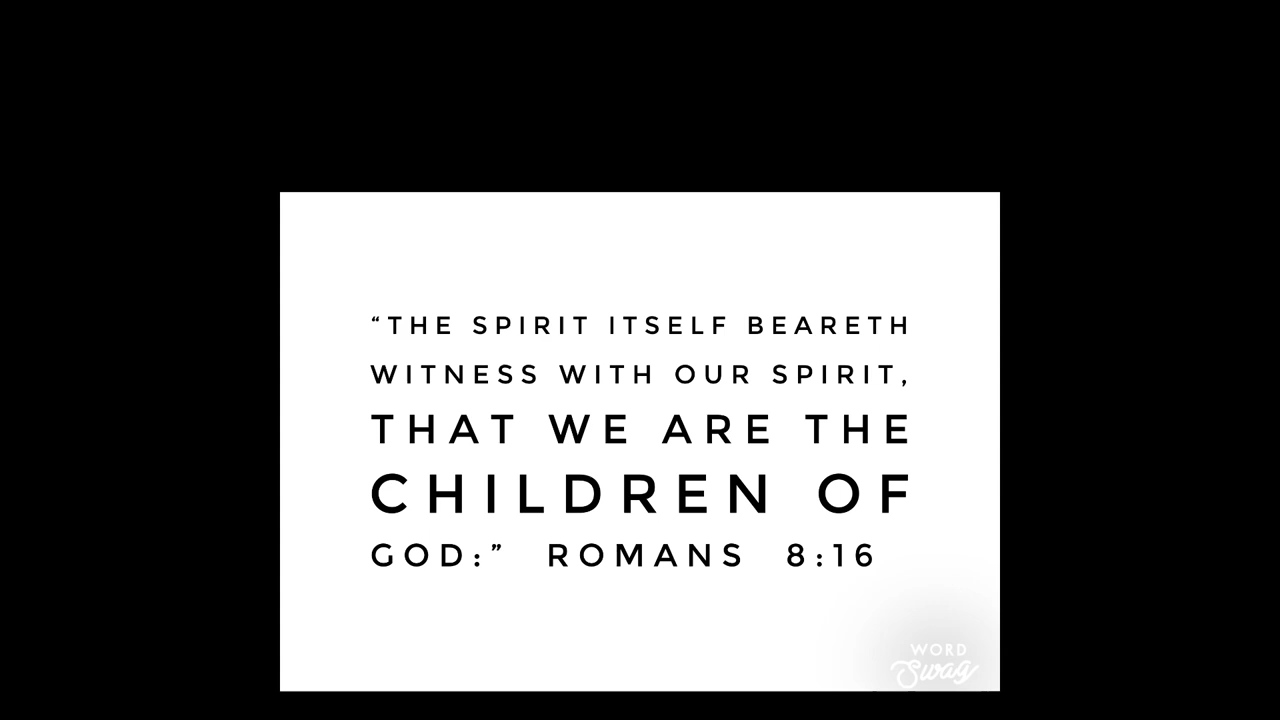 “THE SPIRIT ITSELF BEARETH
WITNESS WITH OUR SPIRIT,
THAT WE ARE THE
CHILDREN OF
GOD:” ROMANS 8:16
WORD
Swag